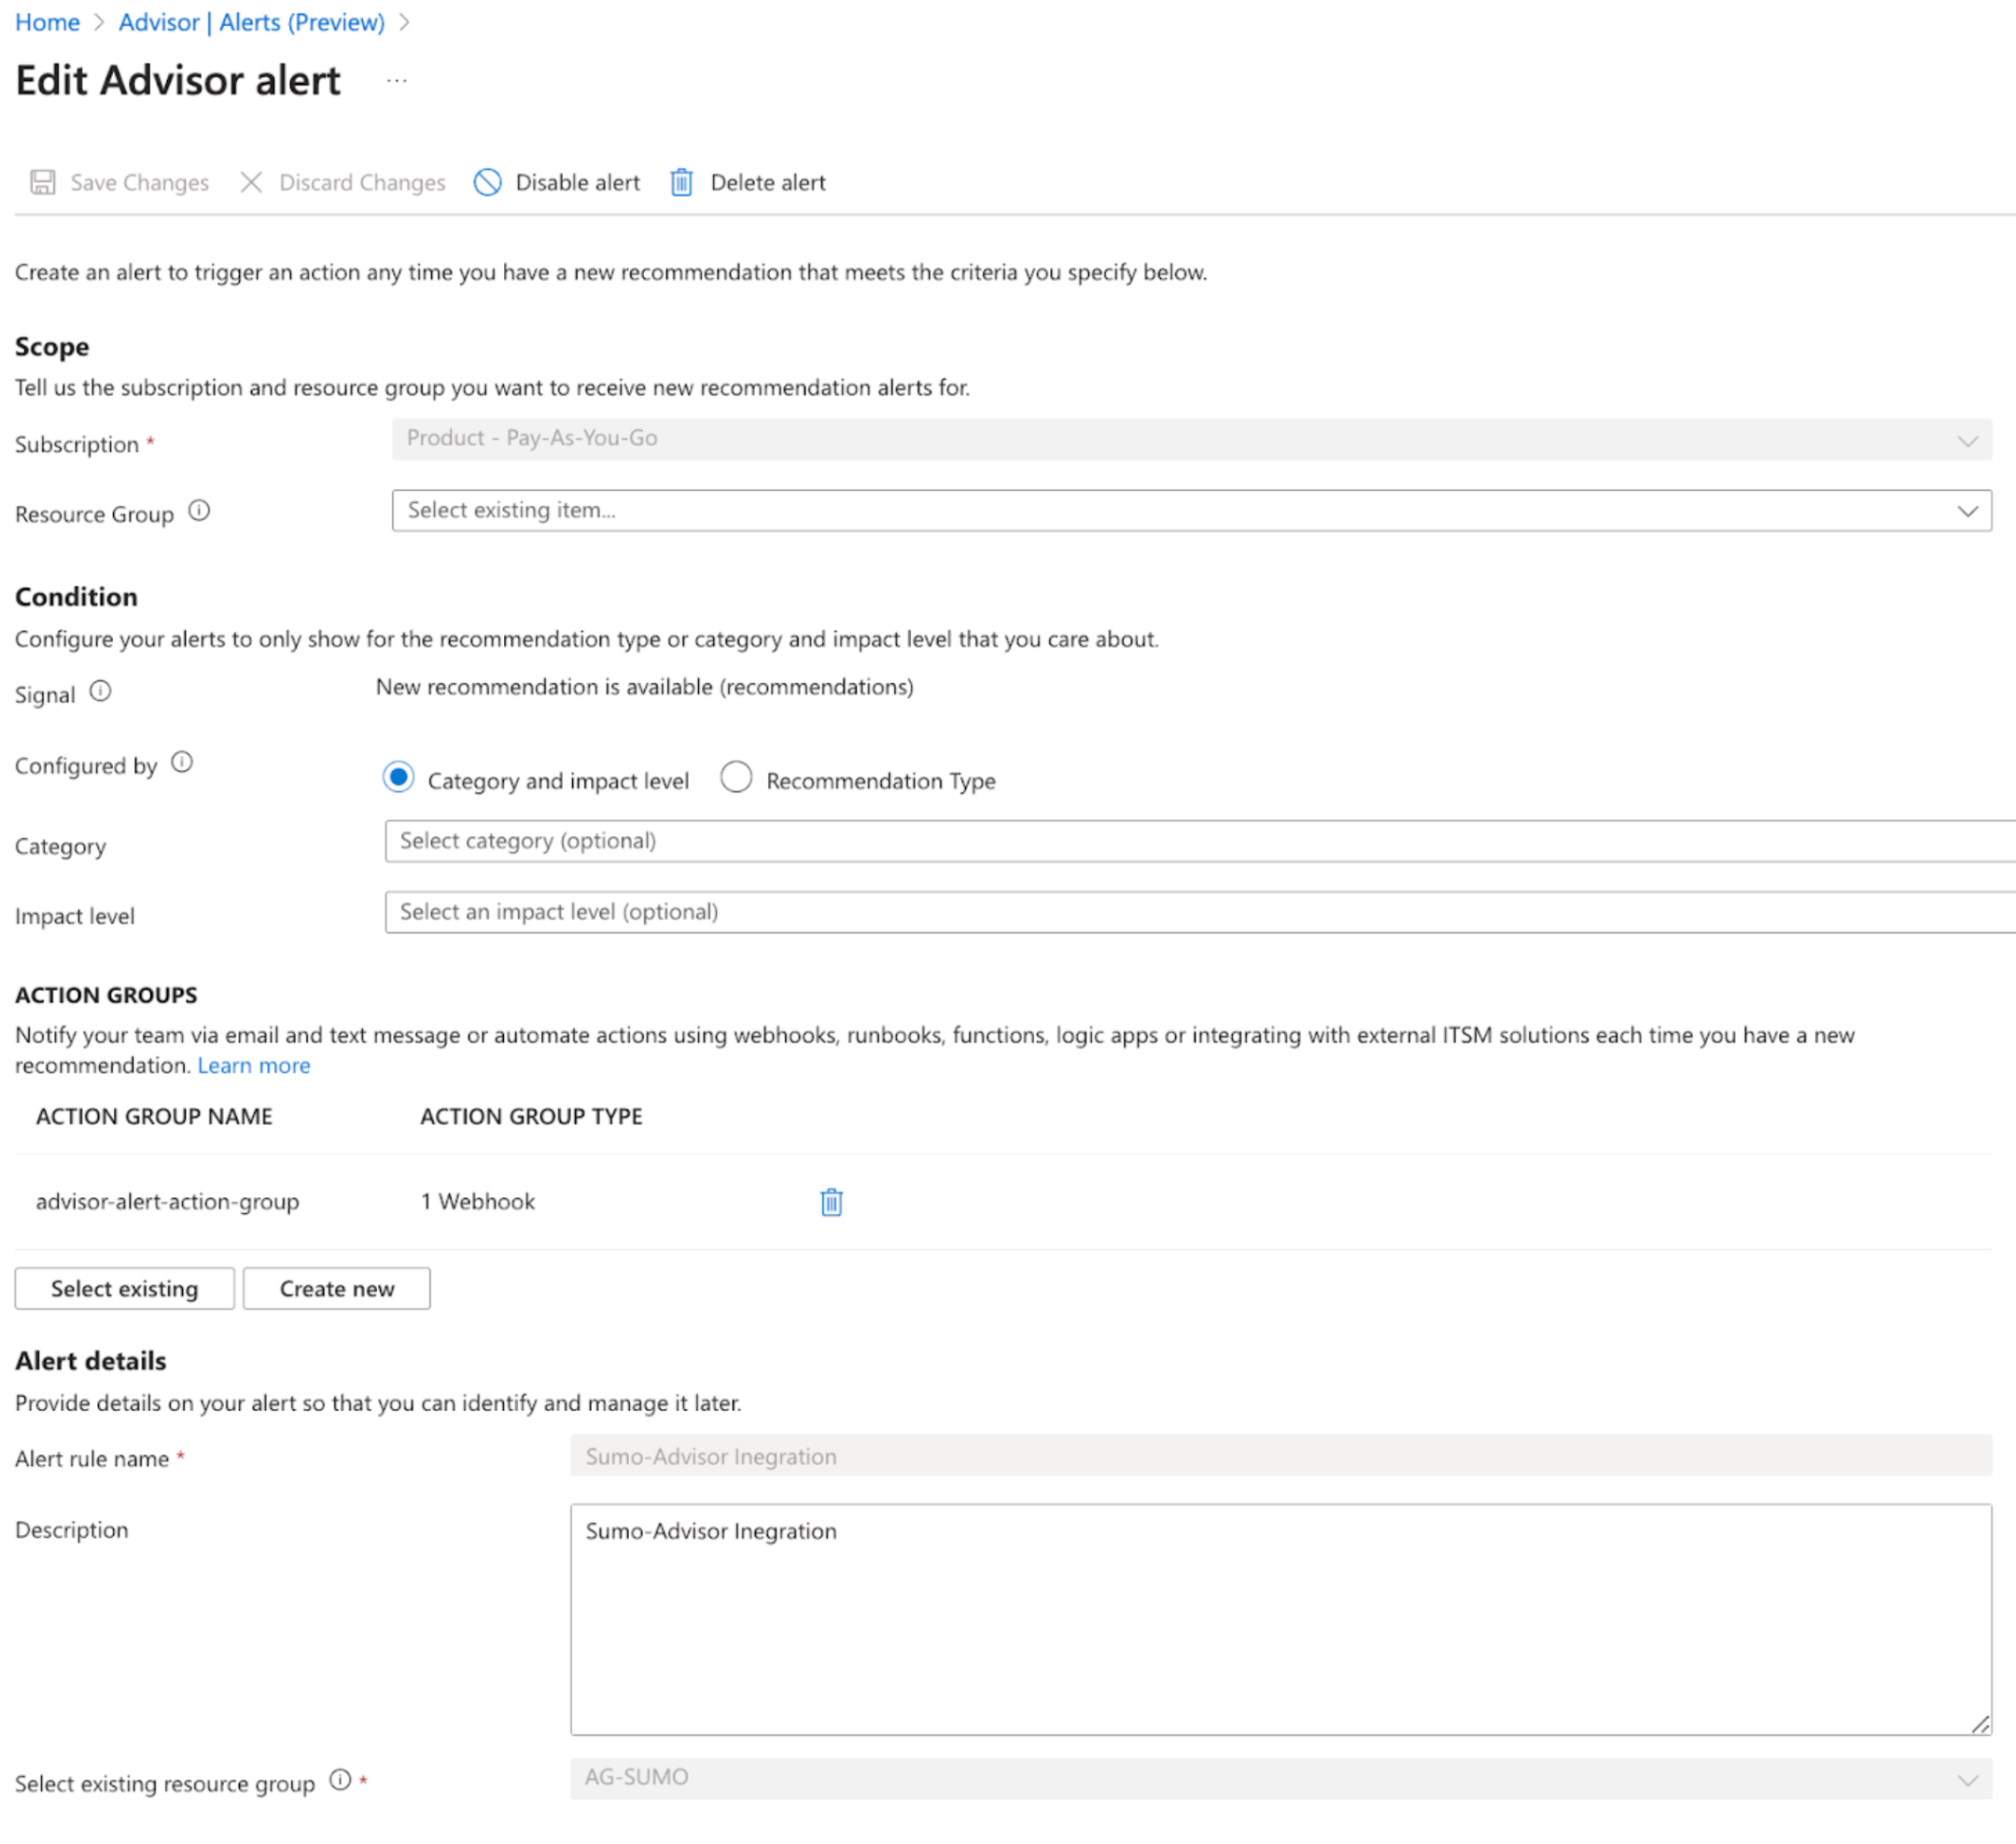 Home > Advisor | Alerts (Preview) >
Edit Advisor alert ...
Save Changes Discard Changes Disable alert Delete alert
Create an alert to trigger an action any time you have a new recommendation that meets the criteria you specify below.
Scope
Tell us the subscription and resource group you want to receive new recommendation alerts for.
Subscription * Product - Pay-As-You-Go
Resource Group Select existing item...
Condition
Configure your alerts to only show for the recommendation type or category and impact level that you care about.
Signal New recommendation is available (recommendations)
Configured by Category and impact level Recommendation Type
Category Select category (optional)
Impact level Select an impact level (optional)
ACTION GROUPS
Notify your team via email and text message or automate actions using webhooks, runbooks, functions, logic apps or integrating with external ITSM solutions each time you have a new
recommendation. Learn more
ACTION GROUP NAME ACTION GROUP TYPE
advisor-alert-action-group 1 Webhook
Select existing Create new
Alert details
Provide details on your alert so that you can identify and manage it later.
Alert rule name * Sumo-Advisor Inegration
Description Sumo-Advisor Inegration
Select existing resource group * AG-SUMO